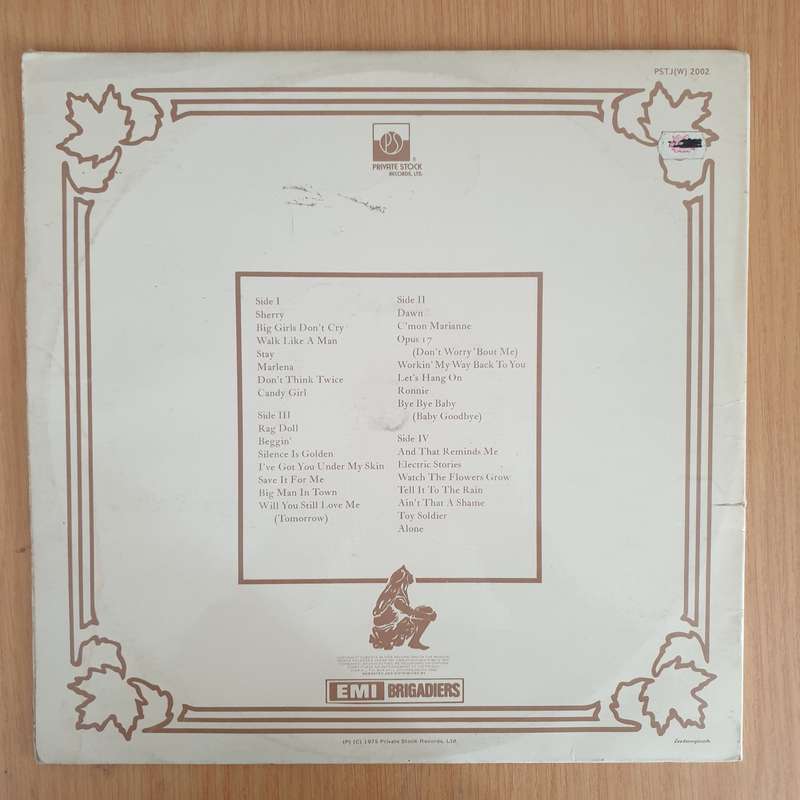 PSTJ(W) 2002
PS
PRIVATE STOCK
RECORDS, LTD.
Side I
Sherry
Big Girls Don't Cry
Walk Like A Man
Stay
Marlena
Don't Think Twice
Candy Girl
Side II
Dawn
C'mon Marianne
Opus 17
(Don't Worry 'Bout Me)
Workin' My Way Back To You
Let's Hang On
Ronnie
Bye Bye Baby
(Baby Goodbye)
Side III
Rag Doll
Beggin'
Silence Is Golden
I've Got You Under My Skin
Save It For Me
Big Man In Town
Will You Still Love Me
(Tomorrow)
Side IV
And That Reminds Me
Electric Stories
Watch The Flowers Grow
Tell It To The Rain
Ain't That A Shame
Toy Soldier
Alone
EMI BRIGADIERS
(P) (C) 1975 Private Stock Records, Ltd.